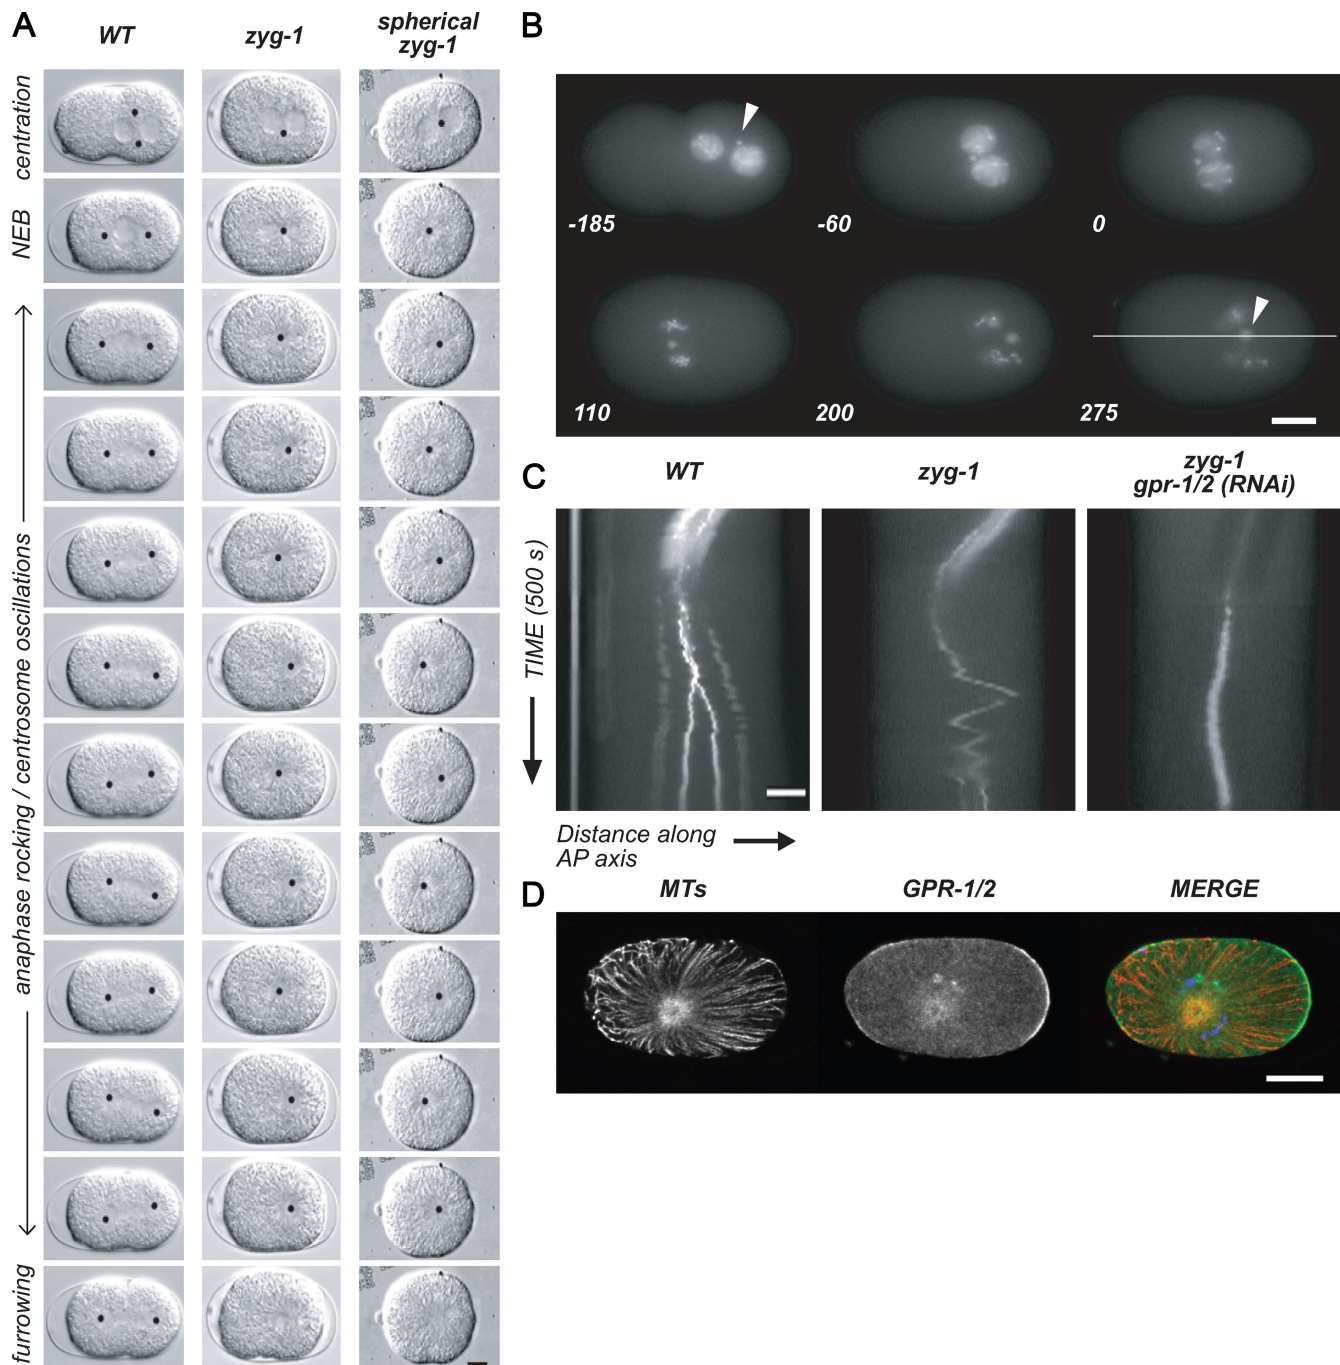 A
WT
zyg-1
spherical
zyg-1
centration
NEB
anaphase rocking / centrosome oscillations
furrowing
B
-185
-60
0
110
200
275
C
WT
zyg-1
zyg-1
gpr-1/2 (RNAi)
TIME (500 s)
Distance along
AP axis
D
MTs
GPR-1/2
MERGE